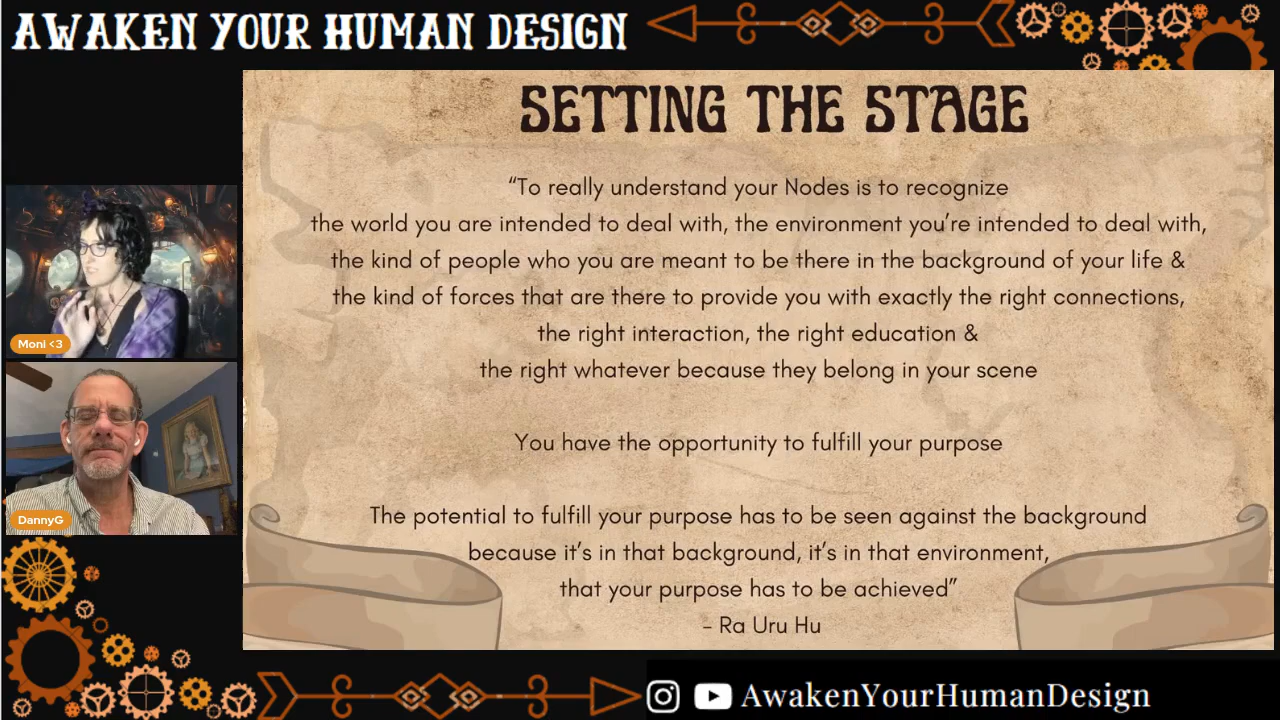 AWAKEN YOUR HUMAN DESIGN
SETTING THE STAGE
“To really understand your Nodes is to recognize
the world you are intended to deal with, the environment you’re intended to deal with,
the kind of people who you are meant to be there in the background of your life &
the kind of forces that are there to provide you with exactly the right connections,
the right interaction, the right education &
the right whatever because they belong in your scene
You have the opportunity to fulfill your purpose
The potential to fulfill your purpose has to be seen against the background
because it’s in that background, it’s in that environment,
that your purpose has to be achieved”
- Ra Uru Hu
Moni <3
DannyG
AwakenYourHumanDesign